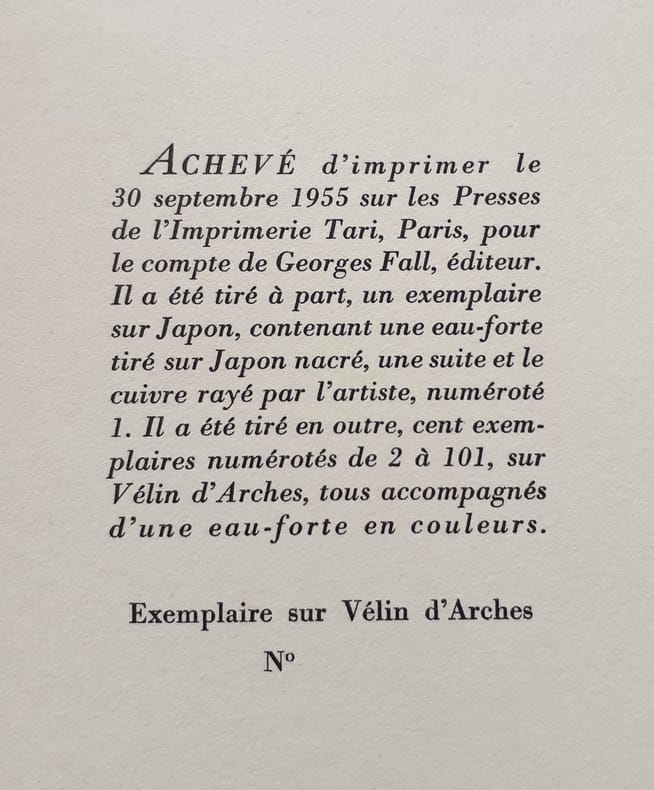 ACHEVÉ d'imprimer le
30 septembre 1955 sur les Presses
de l'Imprimerie Tari, Paris, pour
le compte de Georges Fall, éditeur.
Il a été tiré à part, un exemplaire
sur Japon, contenant une eau-forte
tiré sur Japon nacré, une suite et le
cuivre rayé par l'artiste, numéroté
1. Il a été tiré en outre, cent exem-
plaires numérotés de 2 à 101, sur
Vélin d'Arches, tous accompagnés
d'une eau-forte en couleurs.
Exemplaire sur Vélin d'Arches
Nº